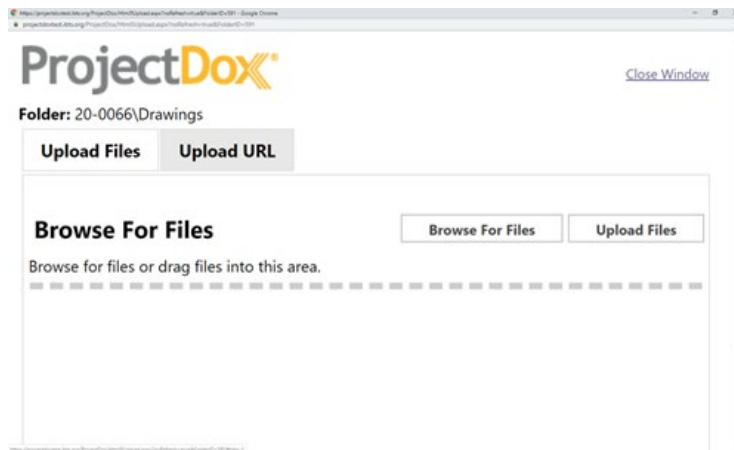 ProjectDox®
Close Window
Folder: 20-0066\Drawings
Upload Files
Upload URL
Browse For Files
Browse For Files
Upload Files
Browse for files or drag files into this area.